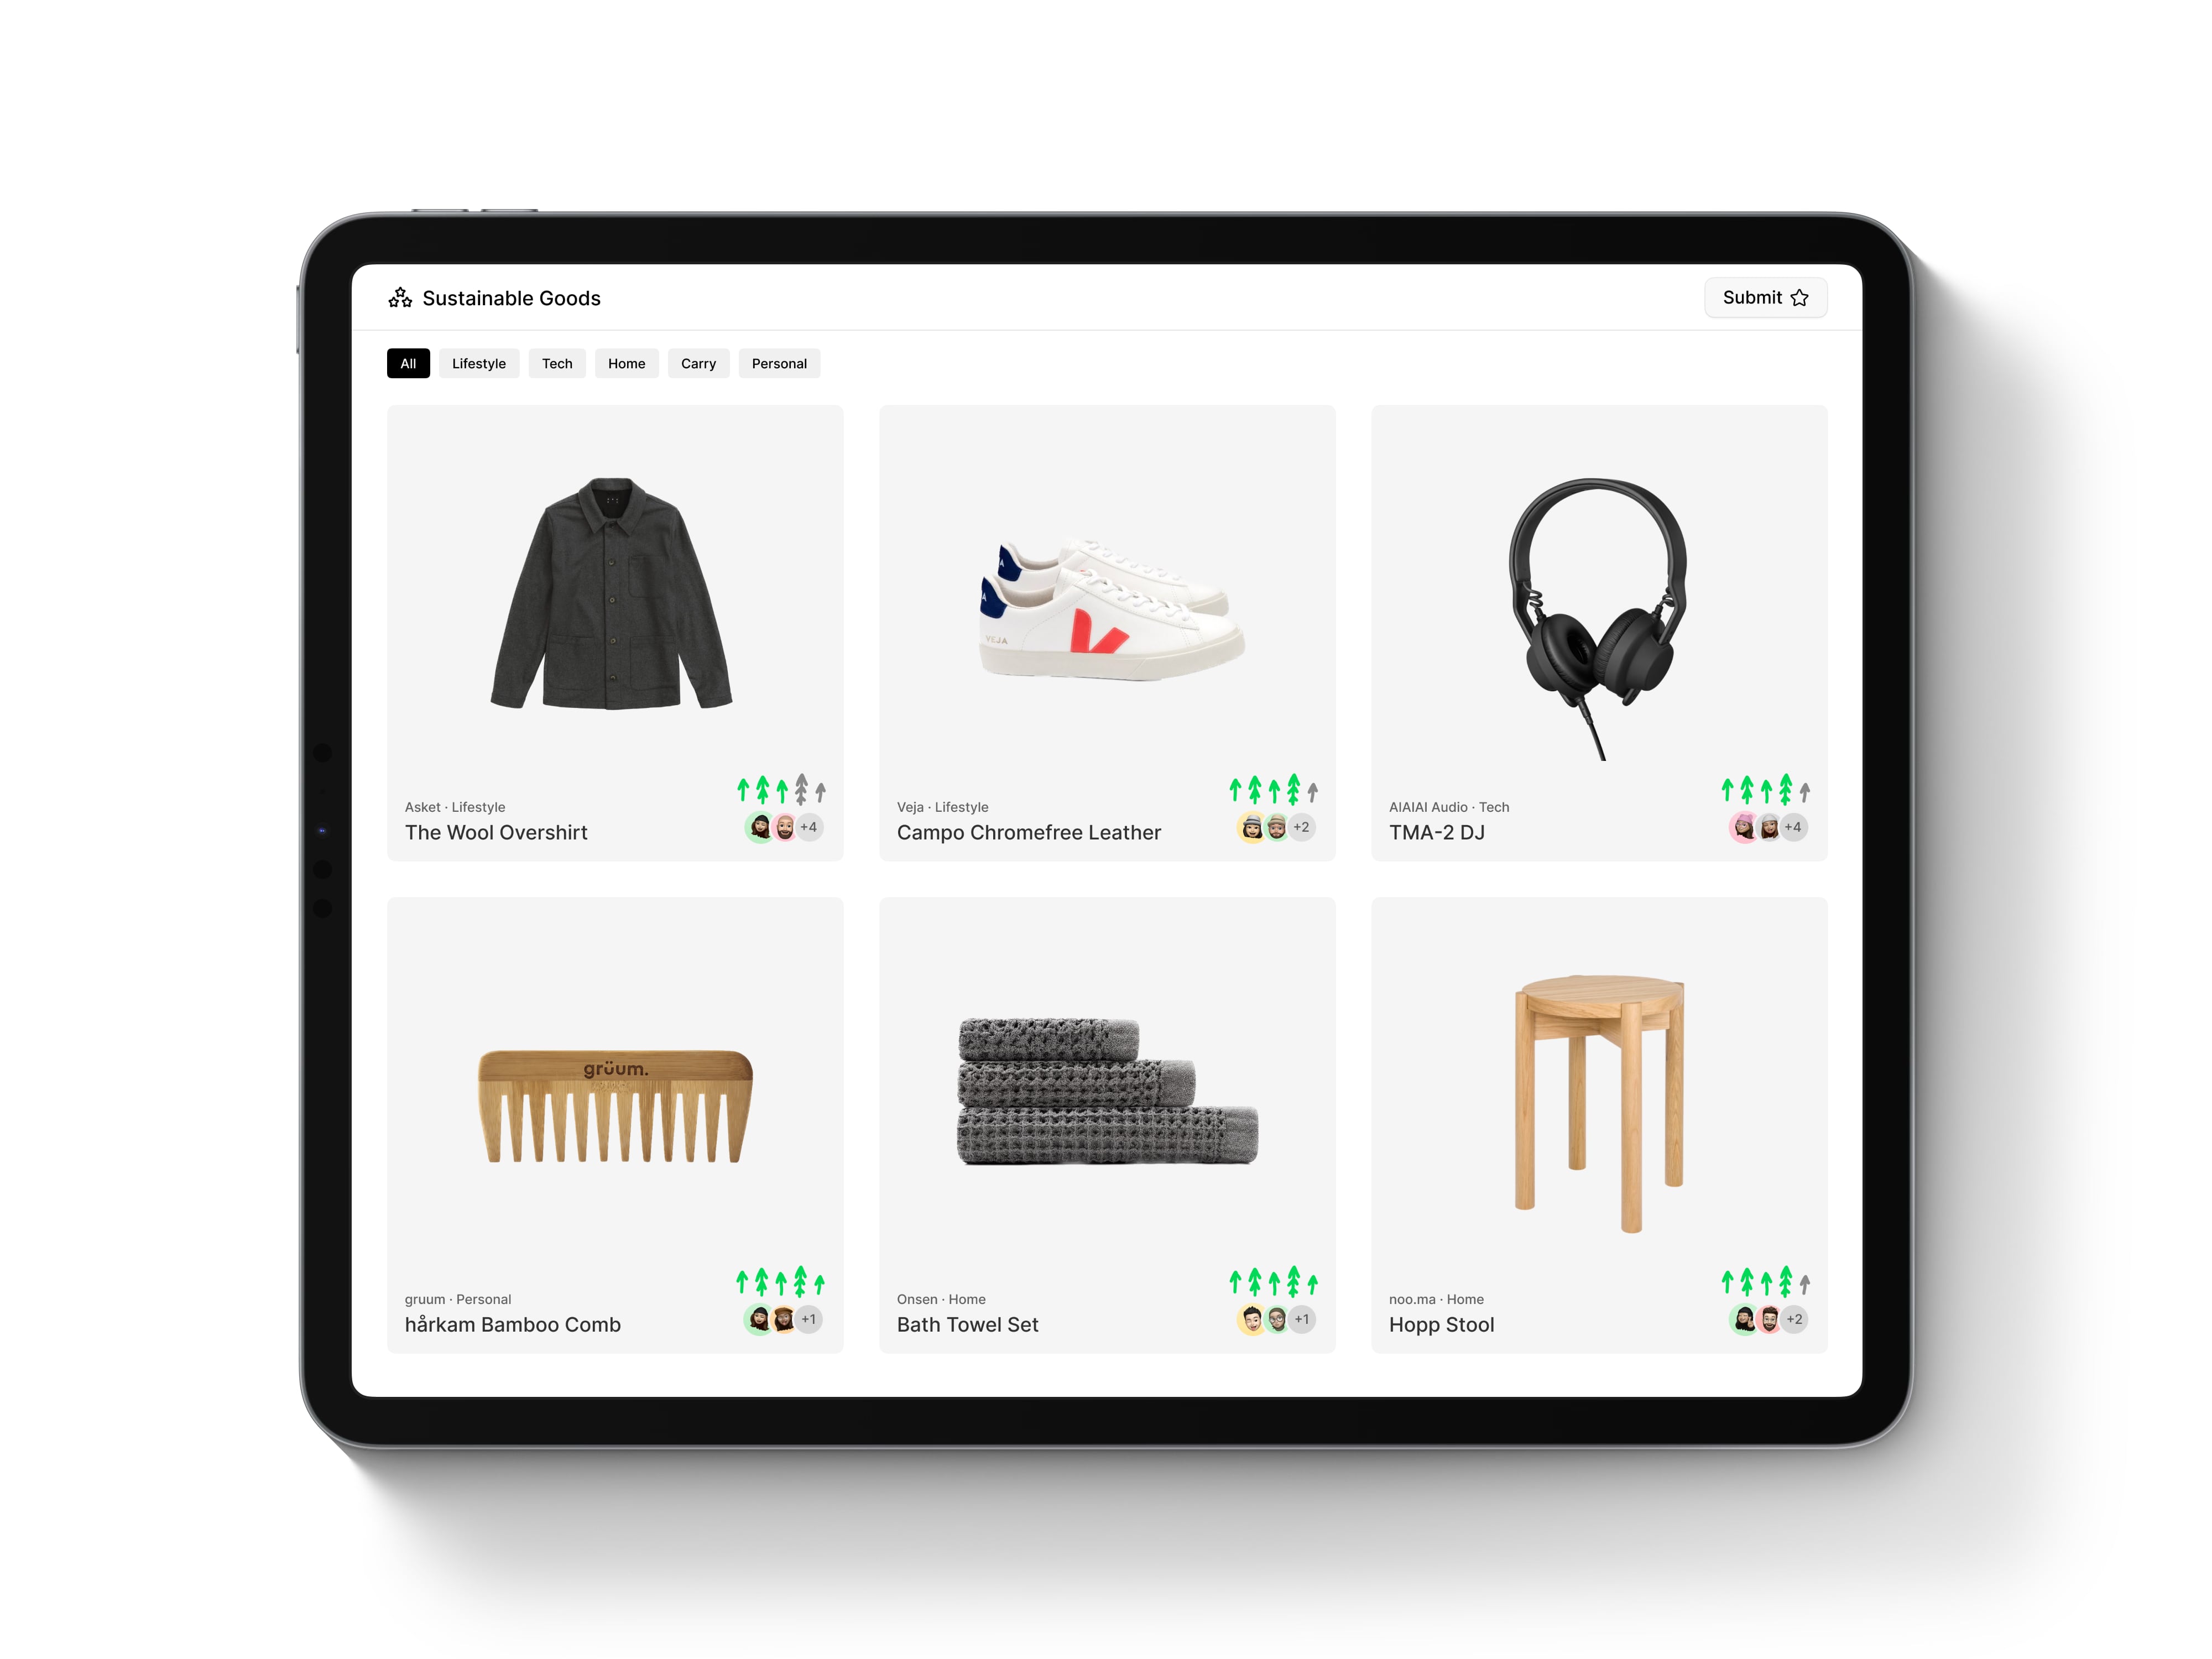 Sustainable Goods
Submit
All
Lifestyle
Tech
Home
Carry
Personal
VEJA
Asket · Lifestyle
The Wool Overshirt
+4
Veja · Lifestyle
Campo Chromefree Leather
+2
AIAIAI Audio · Tech
TMA-2 DJ
+4
grüum.
gruum · Personal
hårkam Bamboo Comb
+1
Onsen · Home
Bath Towel Set
+1
noo.ma · Home
Hopp Stool
+2